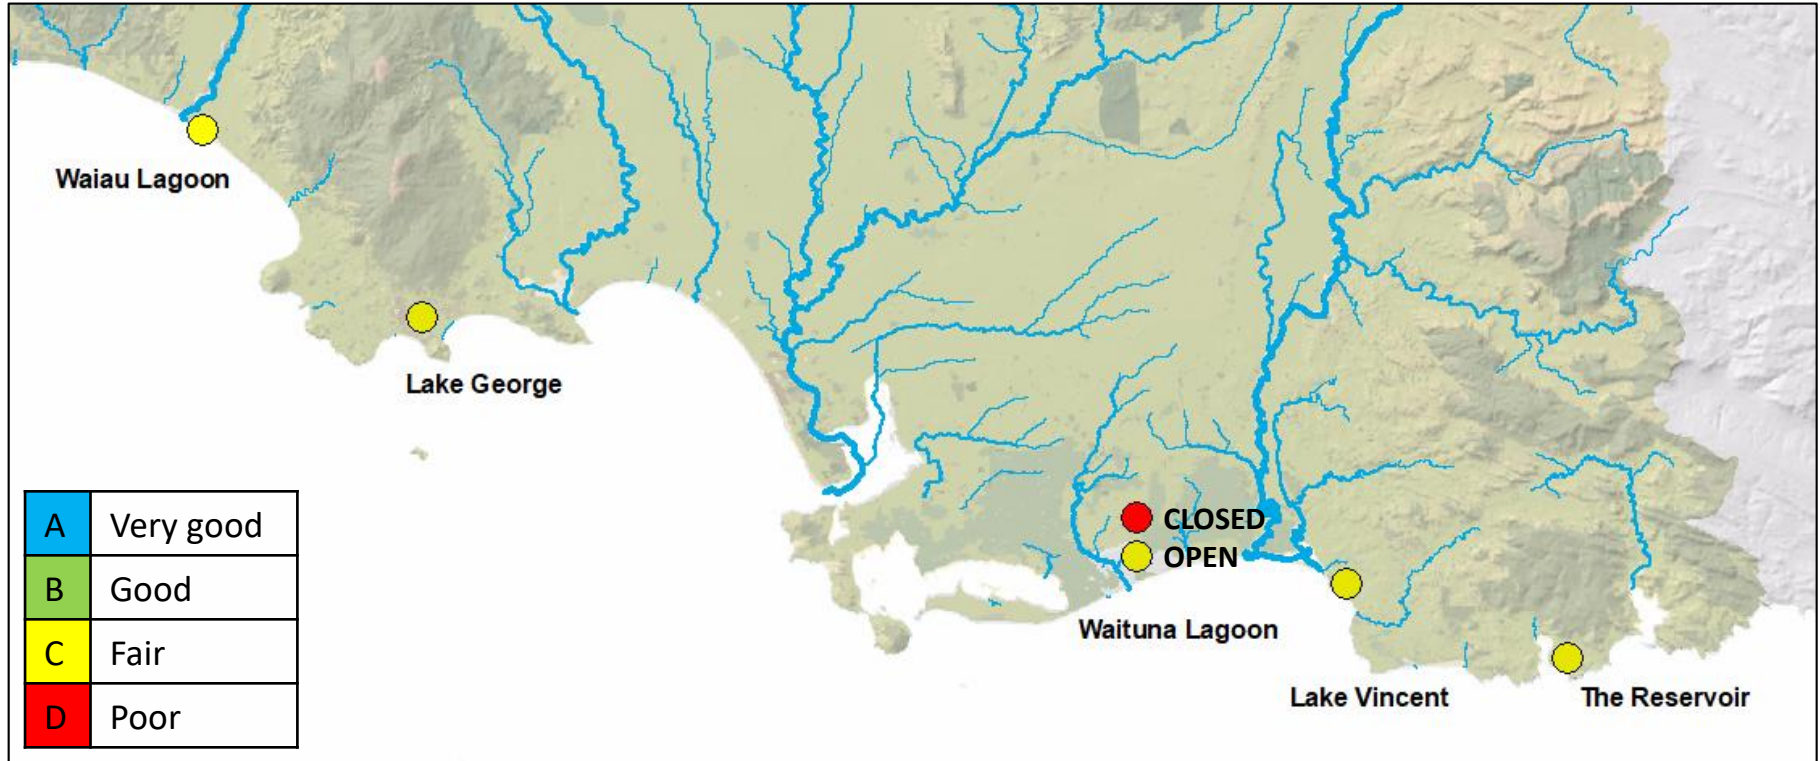 Waiau Lagoon
Lake George
CLOSED
OPEN
Waituna Lagoon
Lake Vincent
The Reservoir
A Very good
B Good
C Fair
D Poor